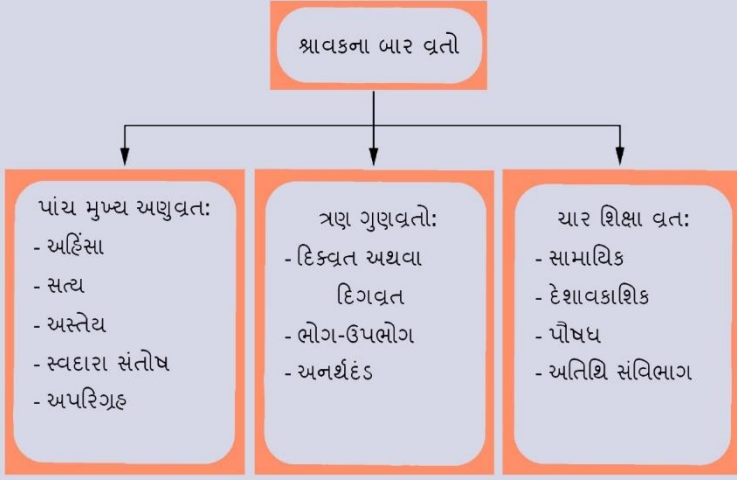 શ્રાવકના બાર વ્રતો
પાંચ મુખ્ય અણુવ્રત:
- અહિંસા
- સત્ય
- અસ્તેય
- સ્વદારા સંતોષ
- અપરિગ્રહ
ત્રણ ગુણવ્રતો:
- દિક્વ્રત અથવા
દિગવ્રત
- ભોગ-ઉપભોગ
- અનર્થદંડ
ચાર શિક્ષા વ્રત:
- સામાયિક
- દેશાવકાશિક
- પૌષધ
- અતિથિ સંવિભાગ